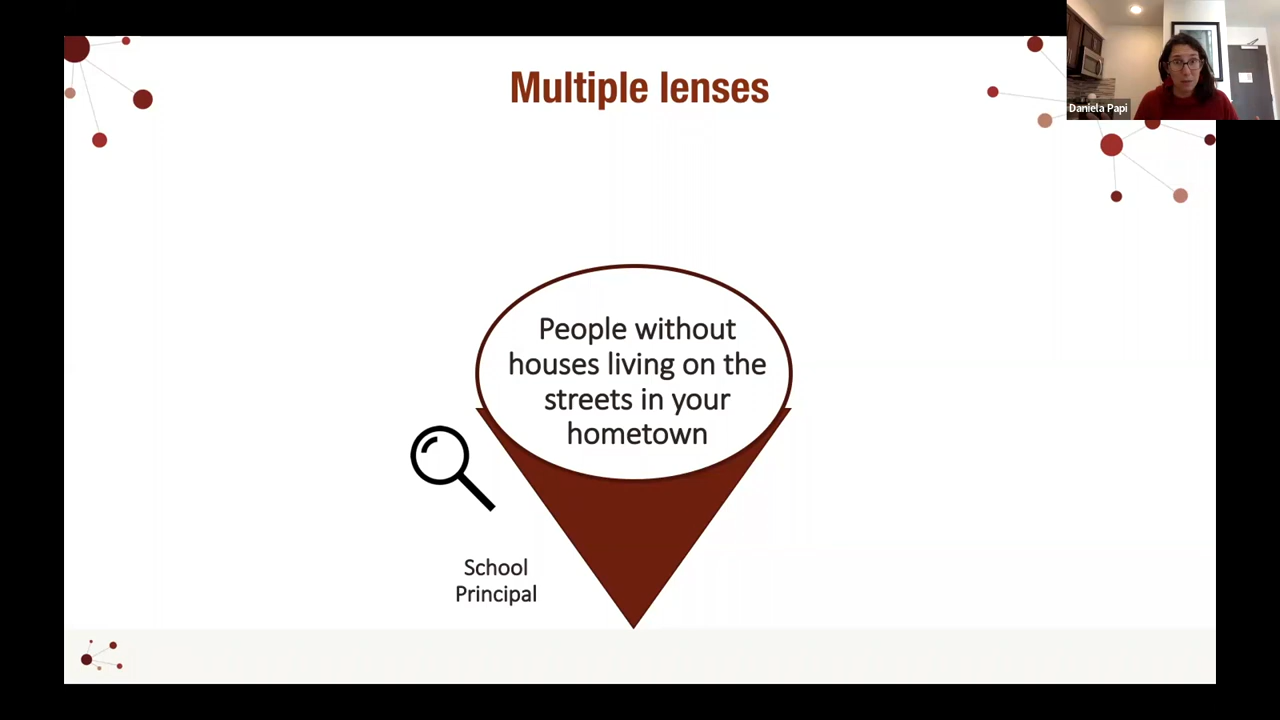 Multiple lenses
Daniela Papi
People without
houses living on the
streets in your
hometown
School
Principal